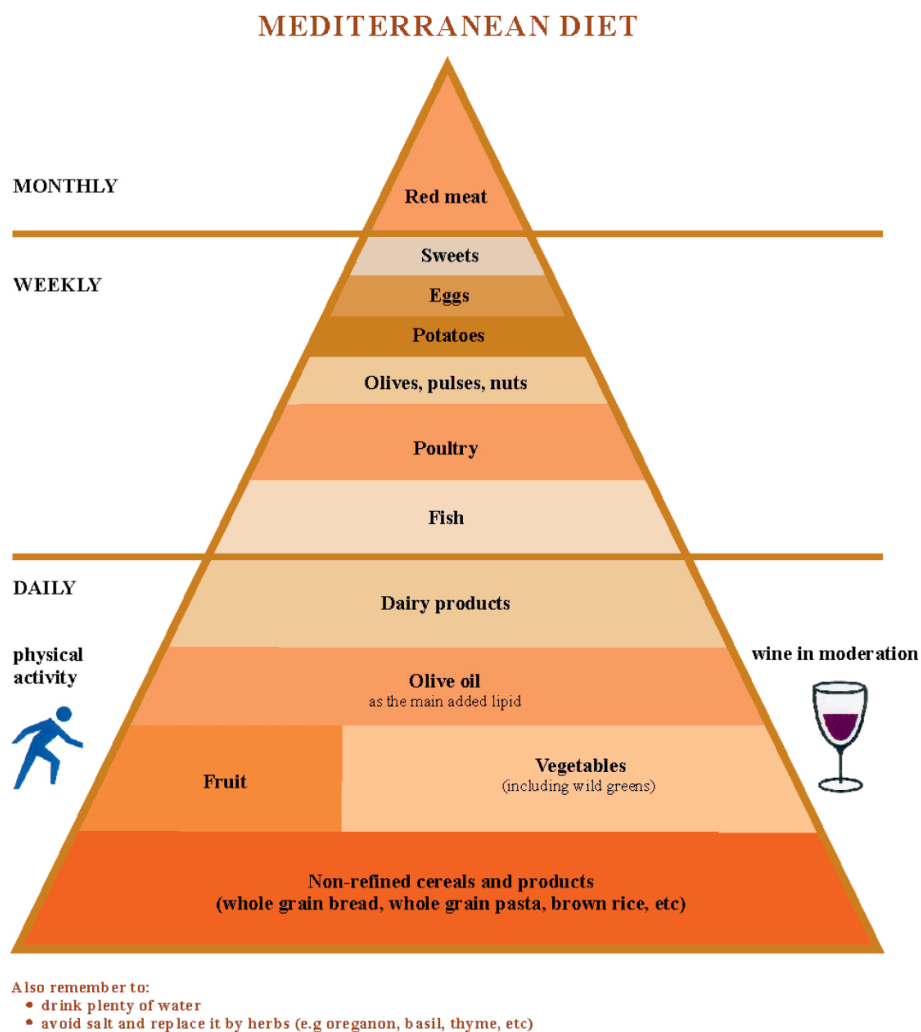 MEDITERRANEAN DIET
MONTHLY
Red meat
Sweets
WEEKLY
Eggs
Potatoes
Olives, pulses, nuts
Poultry
Fish
DAILY
Dairy products
physical
activity
wine in moderation
Olive oil
as the main added lipid
Fruit
Vegetables
(including wild greens)
Non-refined cereals and products
(whole grain bread, whole grain pasta, brown rice, etc)
Also remember to:
• drink plenty of water
• avoid salt and replace it by herbs (e.g oreganon, basil, thyme, etc)